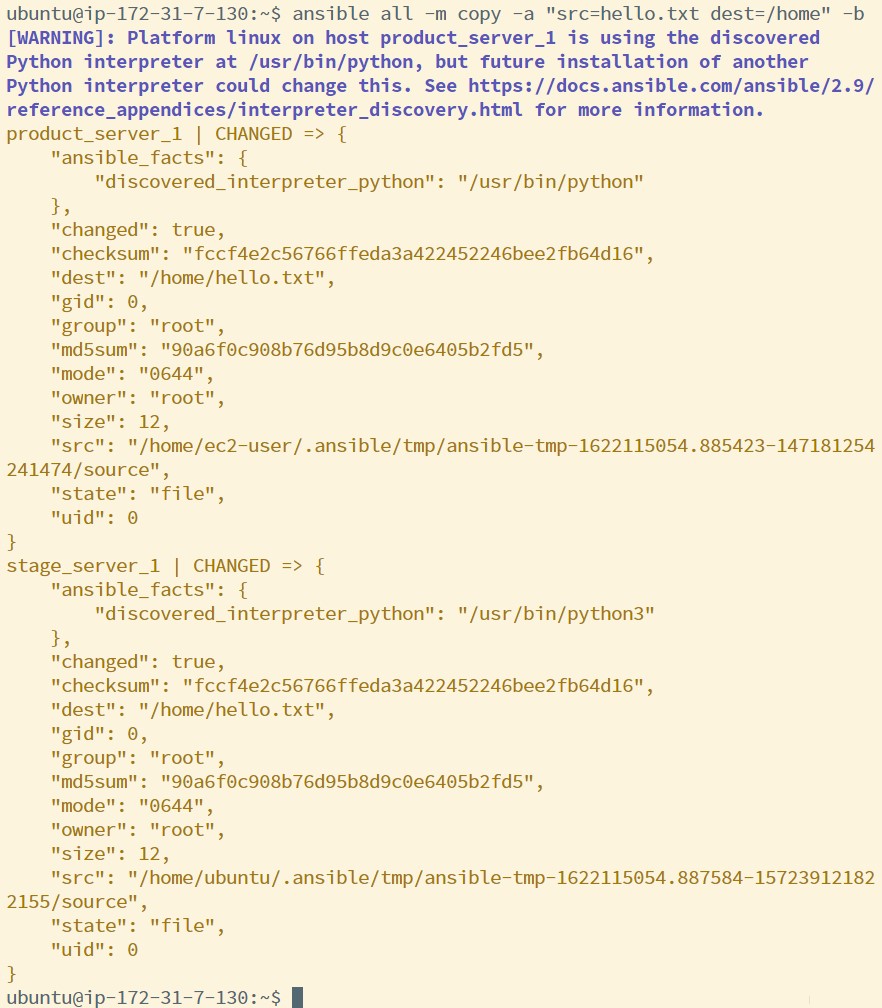 ubuntu@ip-172-31-7-130:~$ ansible all -m copy -a "src=hello.txt dest=/home" -b
[WARNING]: Platform linux on host product_server_1 is using the discovered
Python interpreter at /usr/bin/python, but future installation of another
Python interpreter could change this. See https://docs.ansible.com/ansible/2.9/
reference_appendices/interpreter_discovery.html for more information.
product_server_1 | CHANGED => {
    "ansible_facts": {
        "discovered_interpreter_python": "/usr/bin/python"
    },
    "changed": true,
    "checksum": "fccf4e2c56766ffeda3a422452246bee2fb64d16",
    "dest": "/home/hello.txt",
    "gid": 0,
    "group": "root",
    "md5sum": "90a6f0c908b76d95b8d9c0e6405b2fd5",
    "mode": "0644",
    "owner": "root",
    "size": 12,
    "src": "/home/ec2-user/.ansible/tmp/ansible-tmp-1622115054.885423-147181254
241474/source",
    "state": "file",
    "uid": 0
}
stage_server_1 | CHANGED => {
    "ansible_facts": {
        "discovered_interpreter_python": "/usr/bin/python3"
    },
    "changed": true,
    "checksum": "fccf4e2c56766ffeda3a422452246bee2fb64d16",
    "dest": "/home/hello.txt",
    "gid": 0,
    "group": "root",
    "md5sum": "90a6f0c908b76d95b8d9c0e6405b2fd5",
    "mode": "0644",
    "owner": "root",
    "size": 12,
    "src": "/home/ubuntu/.ansible/tmp/ansible-tmp-1622115054.887584-15723912182
2155/source",
    "state": "file",
    "uid": 0
}
ubuntu@ip-172-31-7-130:~$